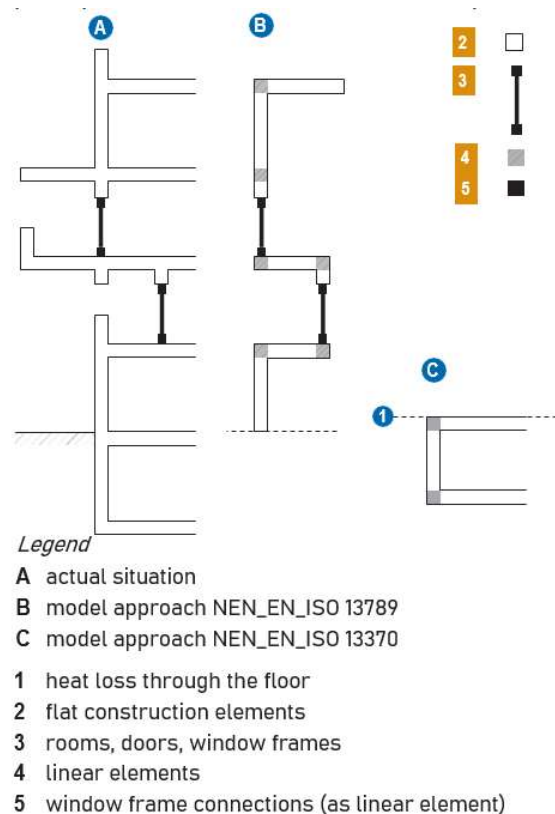 A
B
2
3
4
5
C
1
Legend
A actual situation
B model approach NEN_EN_ISO 13789
C model approach NEN_EN_ISO 13370
1 heat loss through the floor
2 flat construction elements
3 rooms, doors, window frames
4 linear elements
5 window frame connections (as linear element)